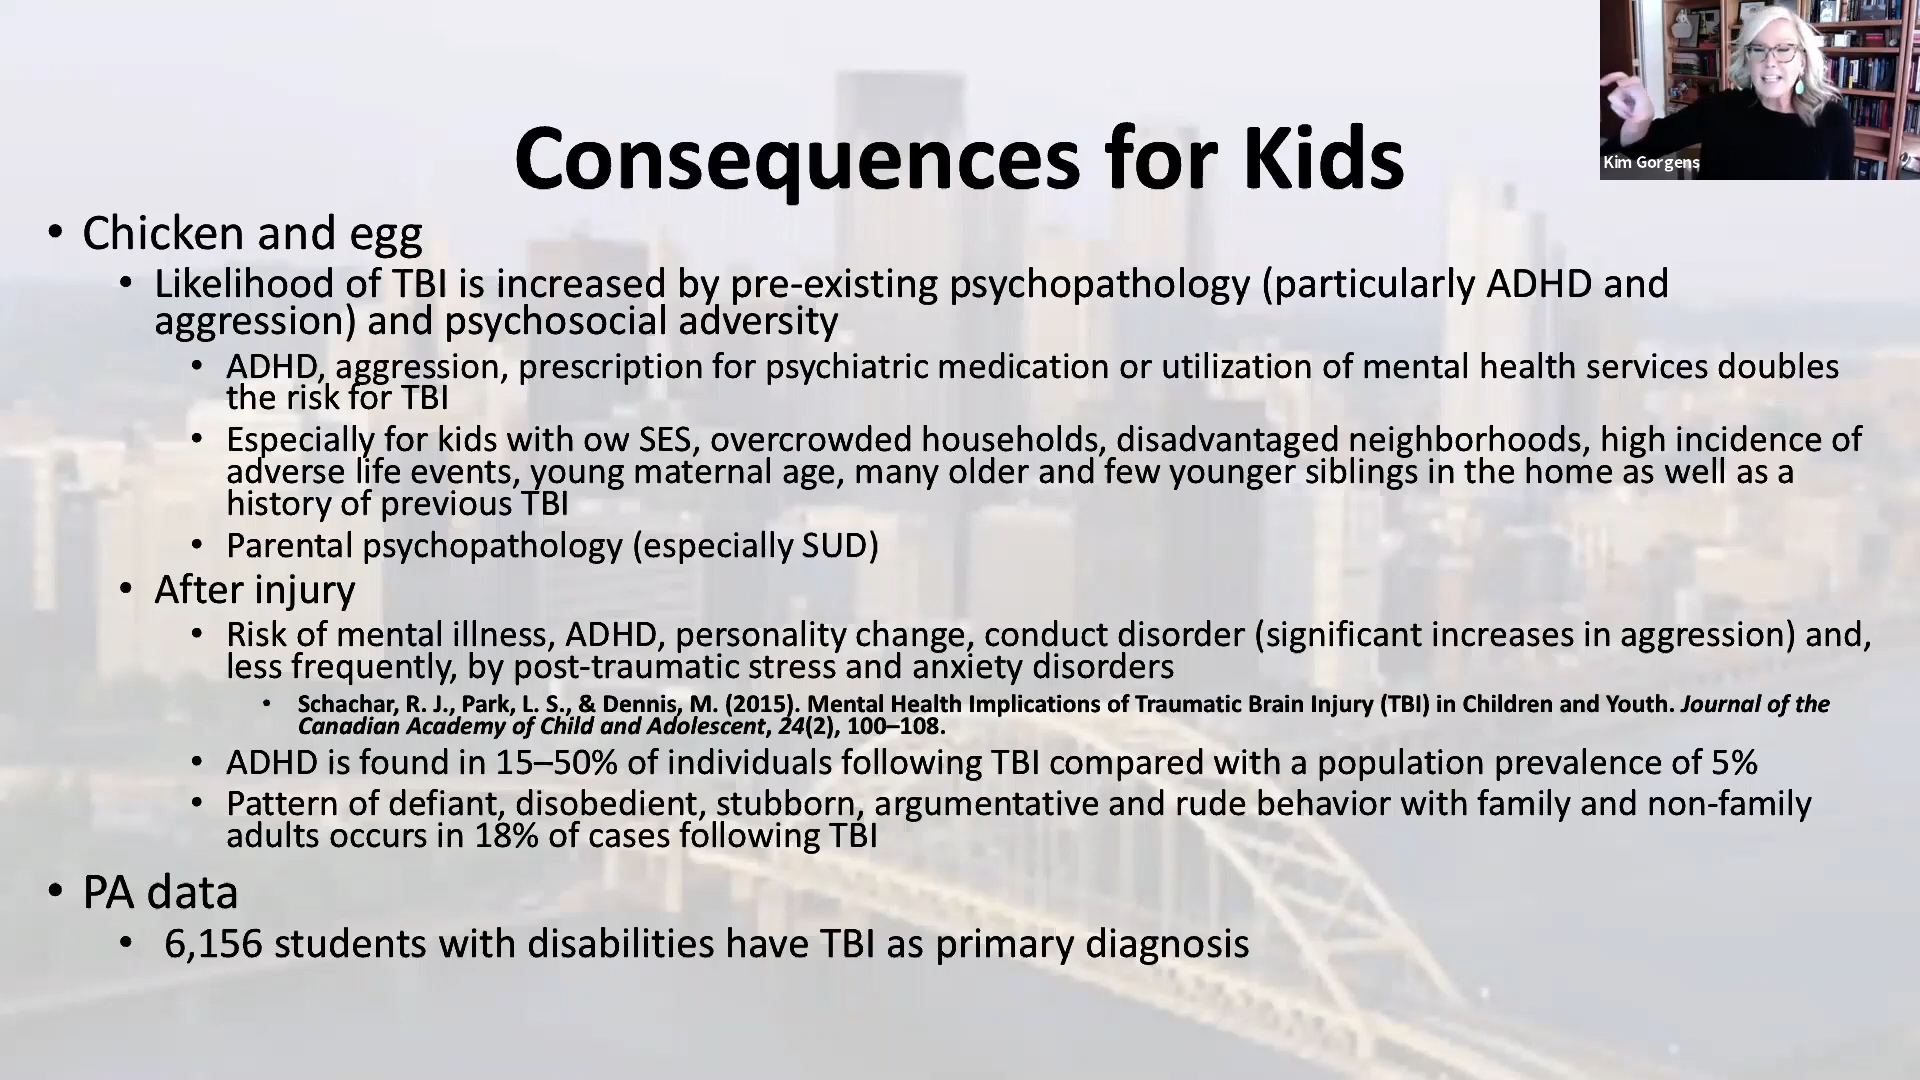 Consequences for Kids
Kim Gorgens
• Chicken and egg
• Likelihood of TBI is increased by pre-existing psychopathology (particularly ADHD and
aggression) and psychosocial adversity
• ADHD, aggression, prescription for psychiatric medication or utilization of mental health services doubles
the risk for TBI
• Especially for kids with ow SES, overcrowded households, disadvantaged neighborhoods, high incidence of
adverse life events, young maternal age, many older and few younger siblings in the home as well as a
history of previous TBI
• Parental psychopathology (especially SUD)
• After injury
• Risk of mental illness, ADHD, personality change, conduct disorder (significant increases in aggression) and,
less frequently, by post-traumatic stress and anxiety disorders
• Schachar, R. J., Park, L. S., & Dennis, M. (2015). Mental Health Implications of Traumatic Brain Injury (TBI) in Children and Youth. Journal of the
Canadian Academy of Child and Adolescent, 24(2), 100–108.
• ADHD is found in 15–50% of individuals following TBI compared with a population prevalence of 5%
• Pattern of defiant, disobedient, stubborn, argumentative and rude behavior with family and non-family
adults occurs in 18% of cases following TBI
• PA data
• 6,156 students with disabilities have TBI as primary diagnosis